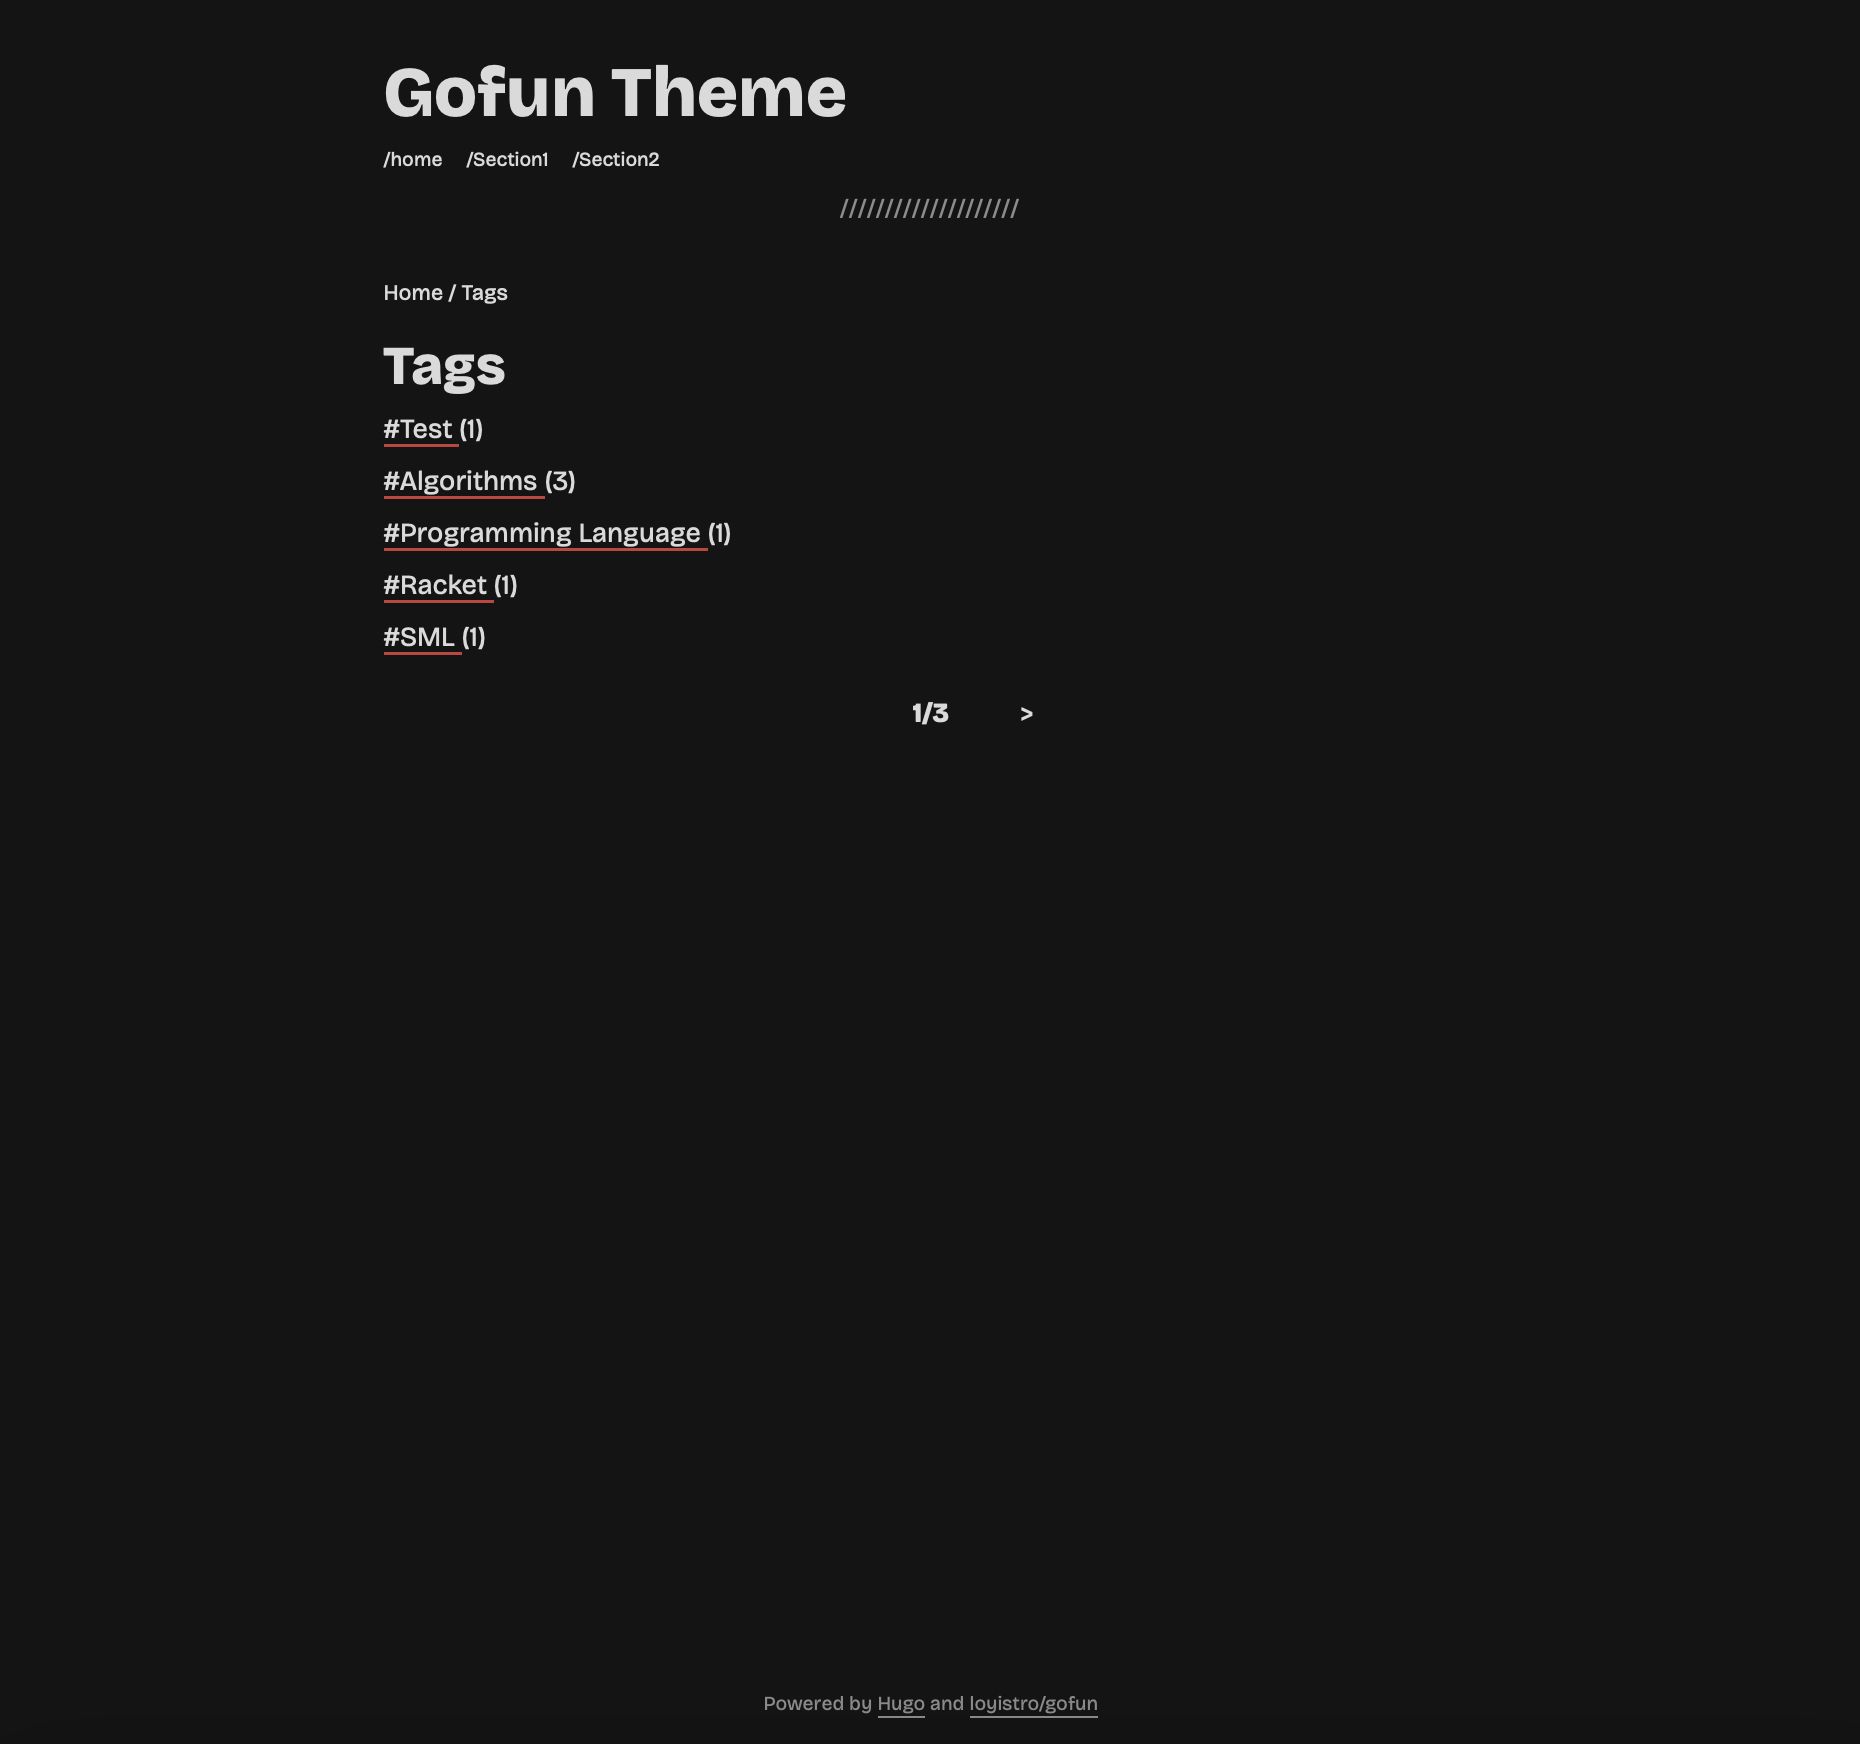 Gofun Theme
/home /Section1 /Section2
////////////////////
Home / Tags
Tags
#Test (1)
#Algorithms (3)
#Programming Language (1)
#Racket (1)
#SML (1)
1/3 >
Powered by Hugo and loyistro/gofun